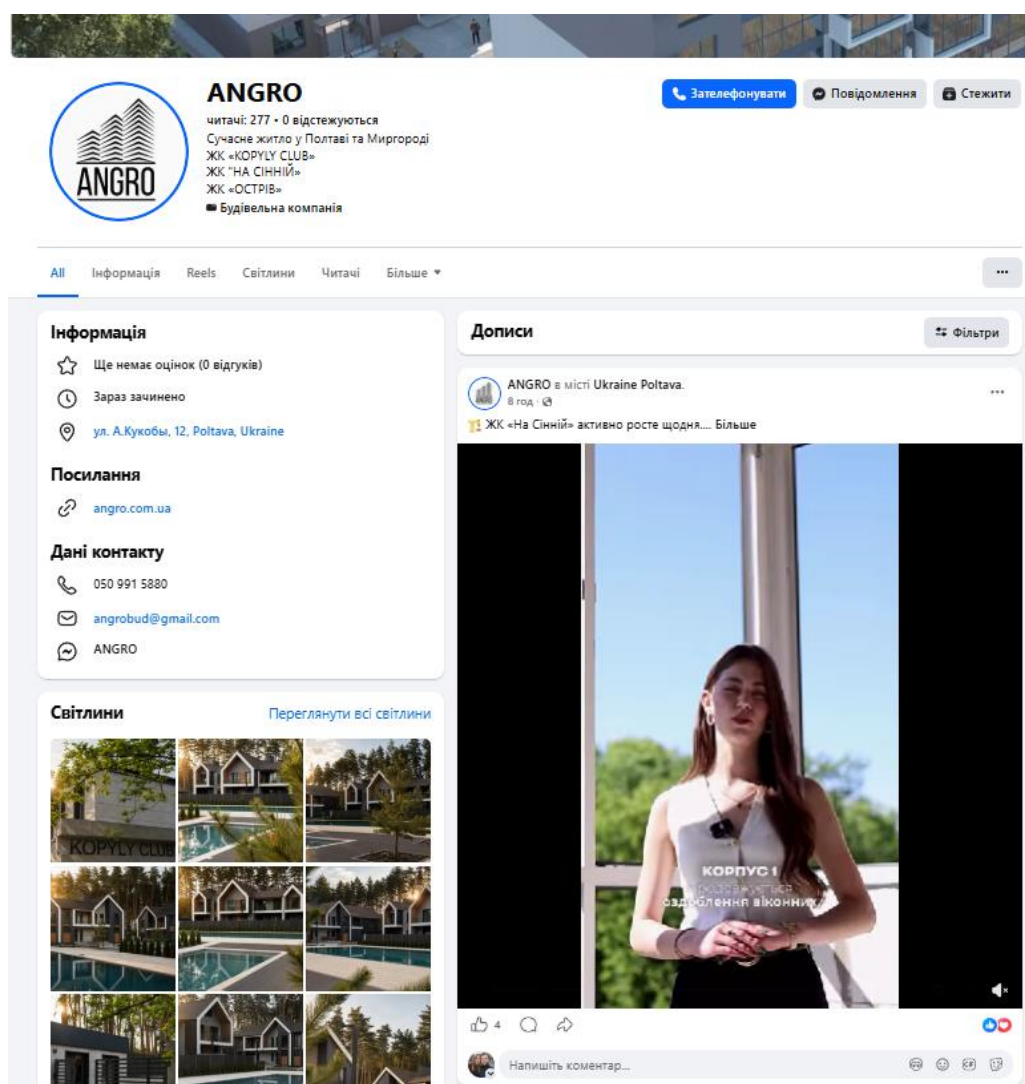 ANGRO
читачі: 277 • 0 відстежуються
Сучасне житло у Полтаві та Миргороді
ЖК «KOPYLY CLUB»
ЖК "НА СІННІЙ»
ЖК «ОСТРІВ»
Будівельна компанія
ANGRO
Зателефонувати
Повідомлення
Стежити
All Інформація Reels Світлини Читачі Більше
Інформація
Ще немає оцінок (0 відгуків)
Зараз зачинено
ул. А.Кукобы, 12, Poltava, Ukraine
Посилання
angro.com.ua
Дані контакту
050 991 5880
angrobud@gmail.com
ANGRO
Світлини
Переглянути всі світлини
KOPYLY CLUB
Дописи
Фільтри
ANGRO в місті Ukraine Poltava.
8 год ·
ЖК «На Сінній» активно росте щодня.... Більше
КОРПУС 1
продовжується
оздоблення віконних
4
Напишіть коментар...